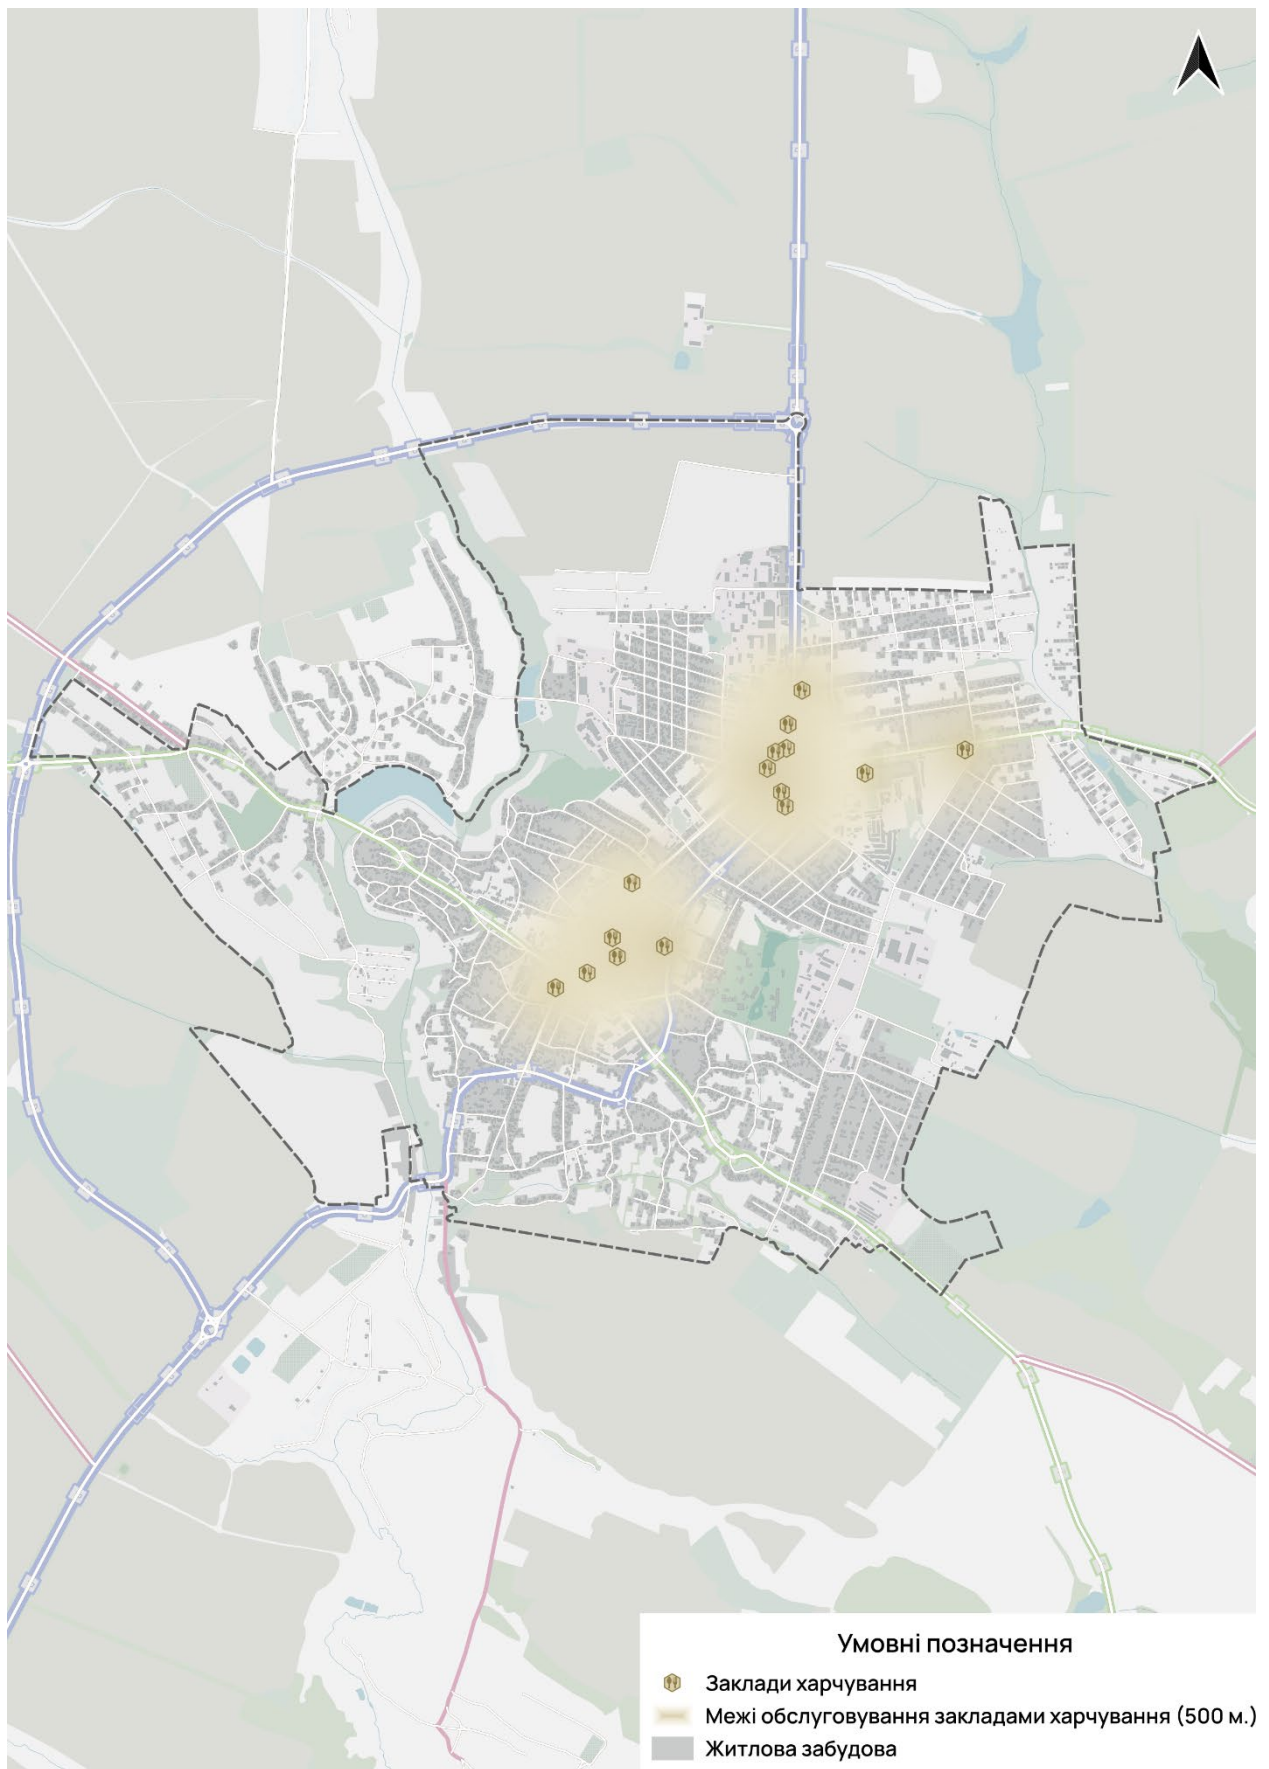 Умовні позначення
Заклади харчування
Межі обслуговування закладами харчування (500 м.)
Житлова забудова